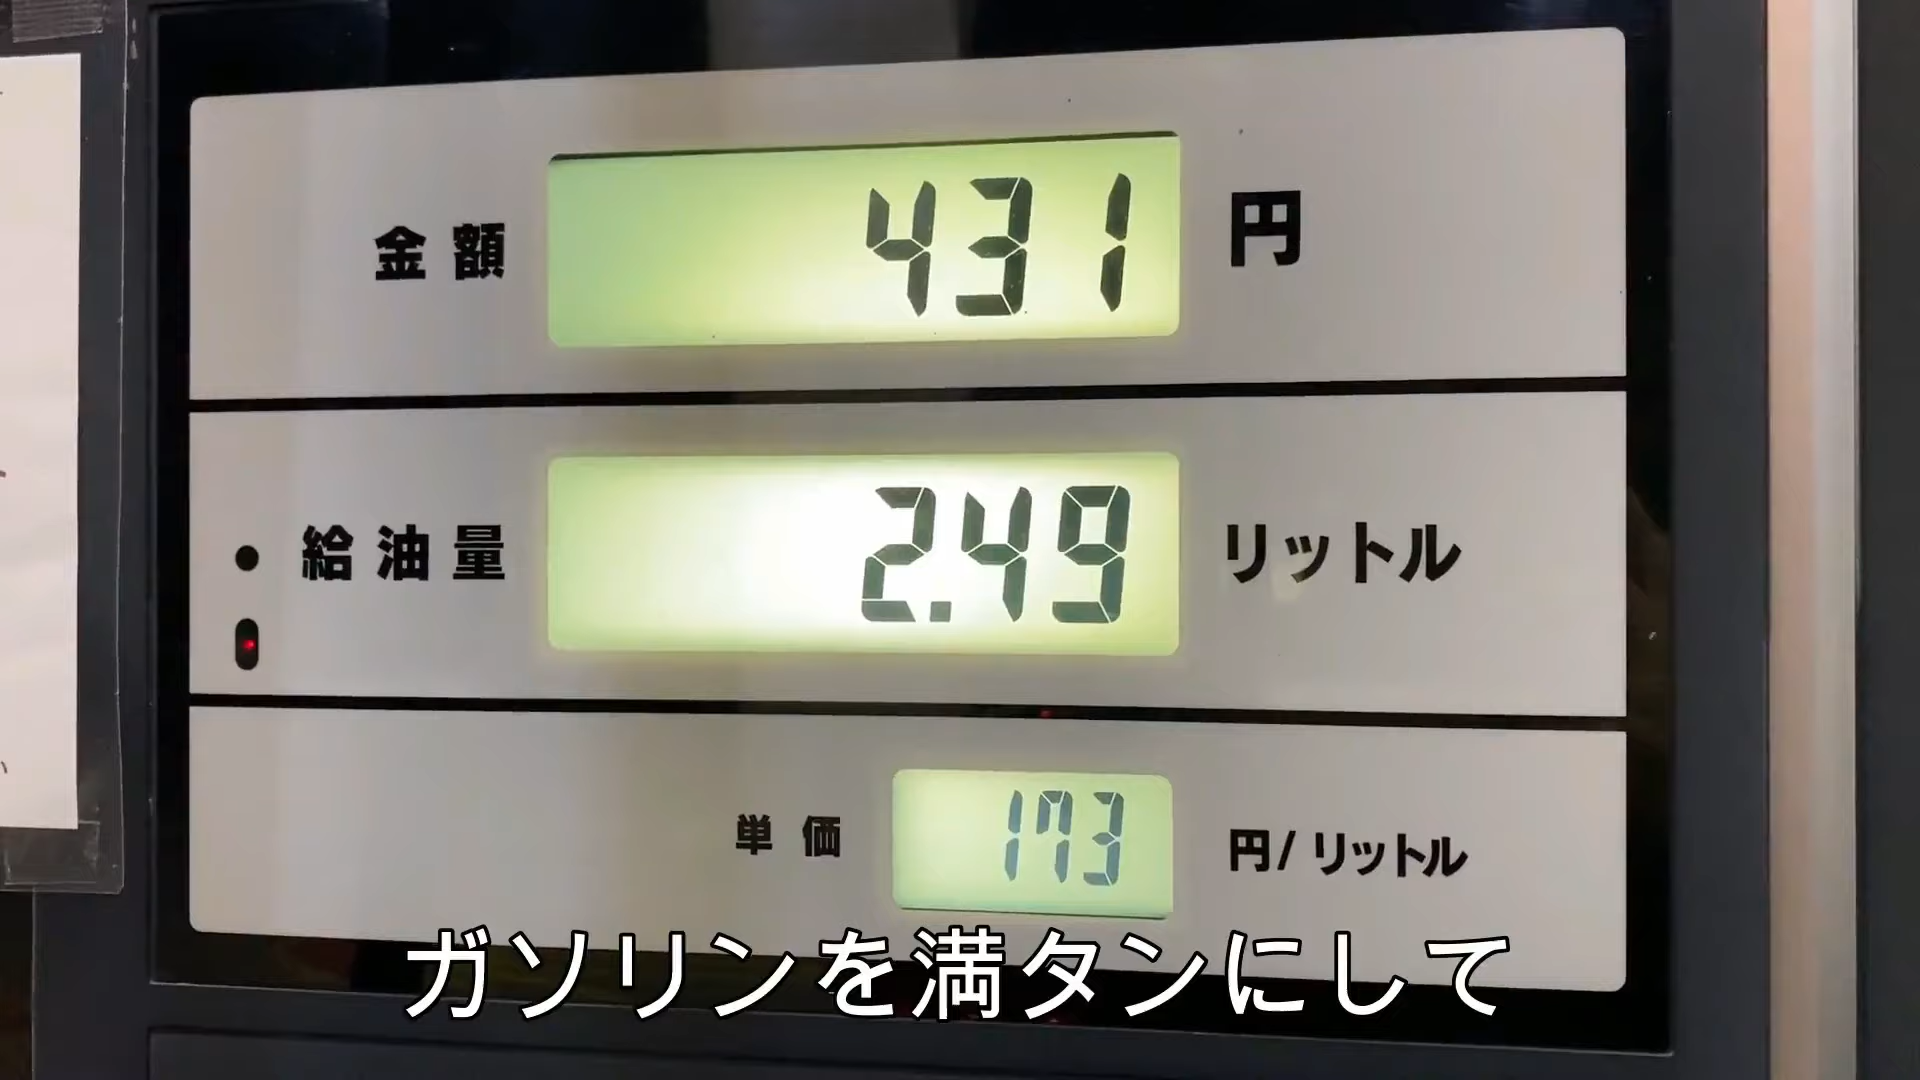 金額 431 円
給油量 2.49 リットル
単価 173 円/リットル
ガソリンを満タンにして